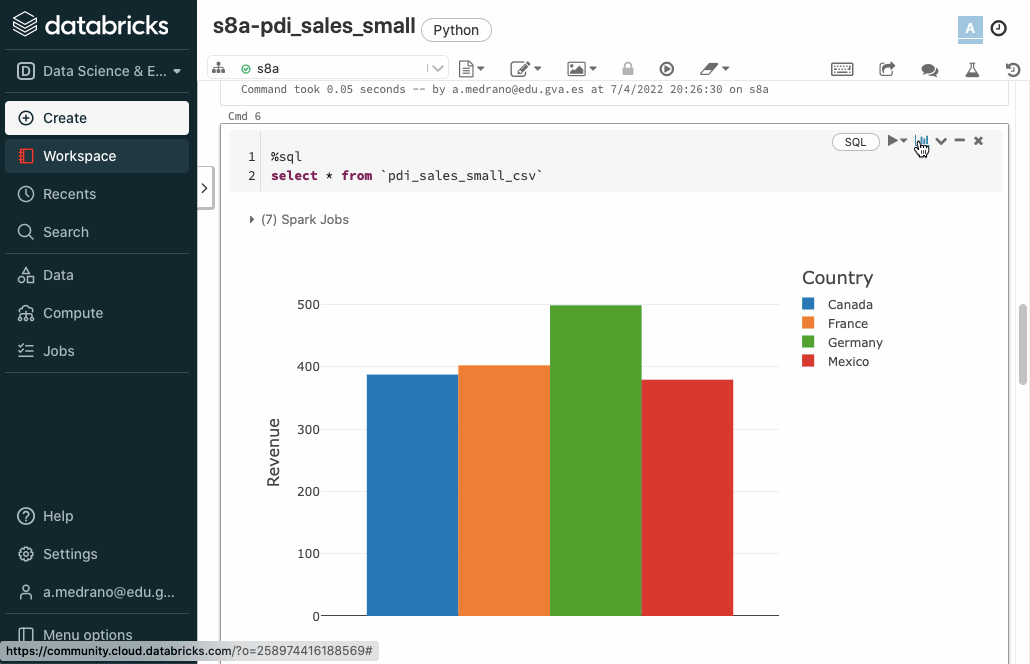 databricks
D Data Science & E...
Create
Workspace
Recents
Search
Data
Compute
Jobs
Help
Settings
a.medrano@edu.g...
Menu options
https://community.cloud.databricks.com/?o=258974416188569#
s8a-pdi_sales_small Python
A
s8a
Command took 0.05 seconds -- by a.medrano@edu.gva.es at 7/4/2022 20:26:30 on s8a
Cmd 6
SQL
1 %sql
2 select * from `pdi_sales_small_csv`
(7) Spark Jobs
Country
Canada
France
Germany
Mexico
Revenue
500
400
300
200
100
0